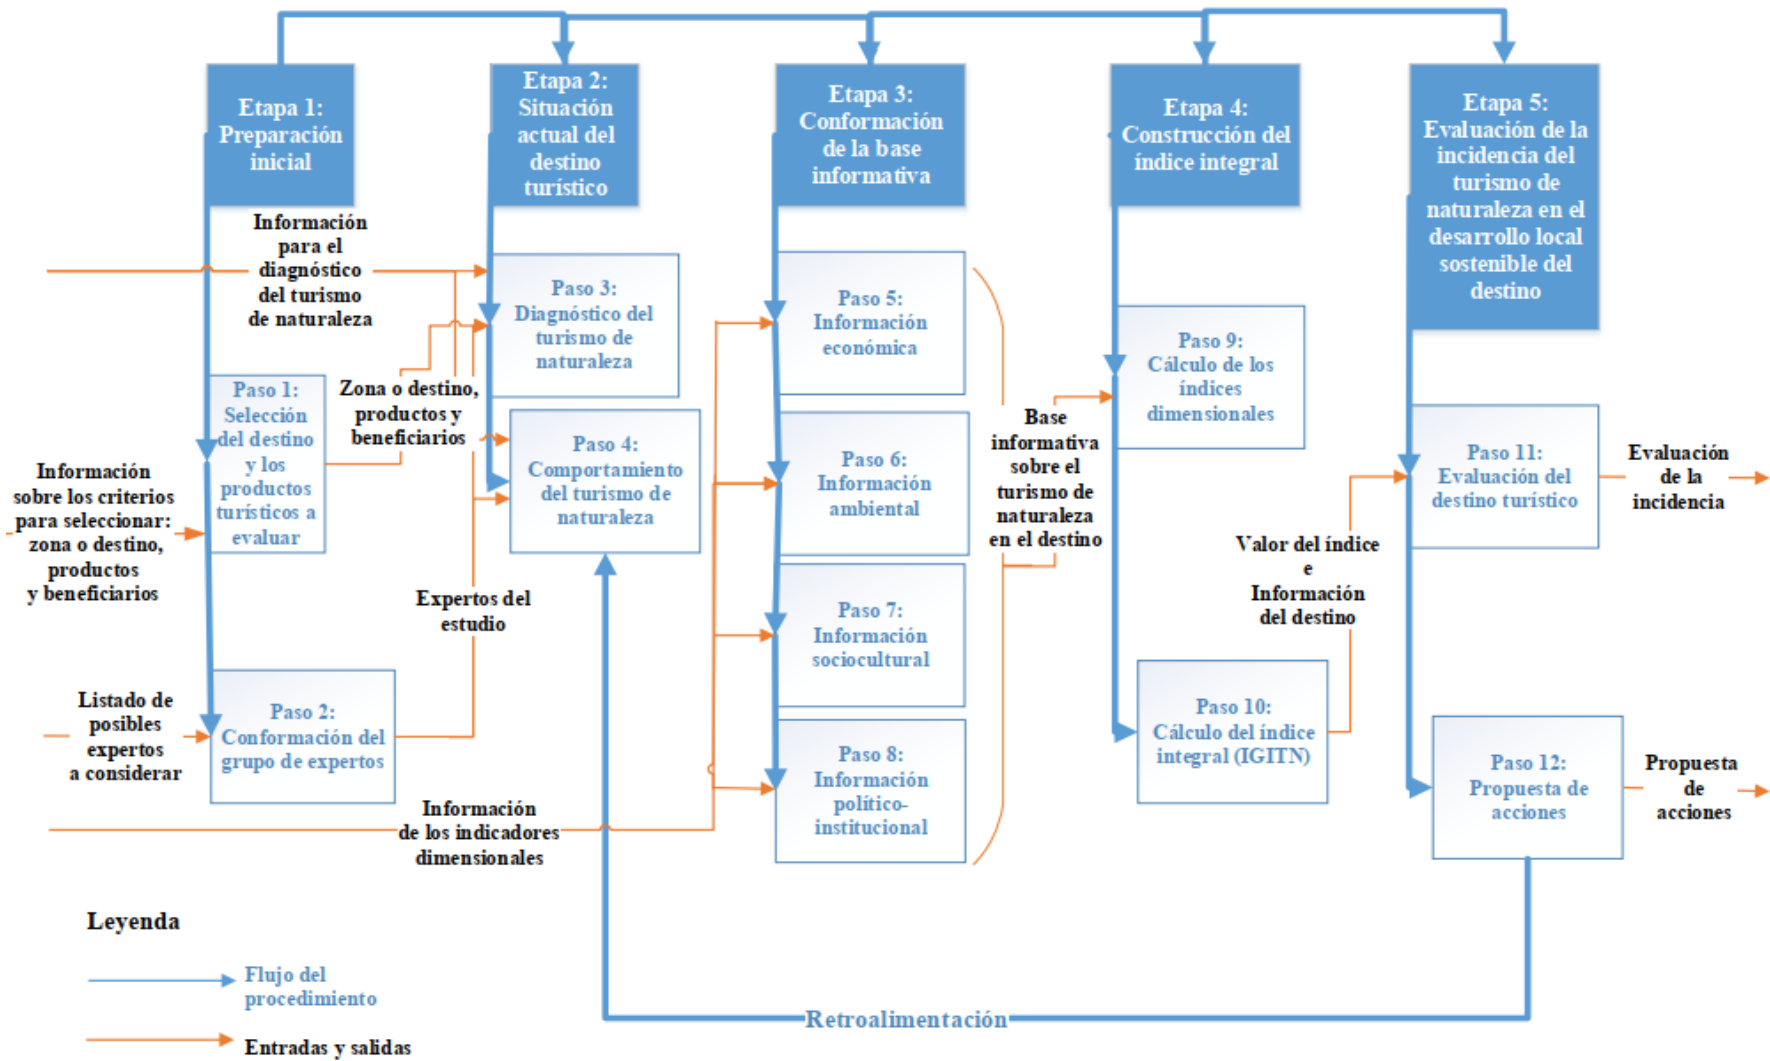 Etapa 1:
Preparación
inicial
Etapa 2:
Situación
actual del
destino
turístico
Etapa 3:
Conformación
de la base
informativa
Etapa 4:
Construcción del
índice integral
Etapa 5:
Evaluación de la
incidencia del
turismo de
naturaleza en el
desarrollo local
sostenible del
destino
Información
para el
diagnóstico
del turismo
de naturaleza
Paso 1:
Selección
del destino
y los
productos
turísticos a
evaluar
Información
sobre los criterios
para seleccionar:
zona o destino,
productos
y beneficiarios
Listado de
posibles
expertos
a considerar
Paso 2:
Conformación del
grupo de expertos
Zona o destino,
productos y
beneficiarios
Expertos del
estudio
Información
de los indicadores
dimensionales
Paso 3:
Diagnóstico del
turismo de
naturaleza
Paso 4:
Comportamiento
del turismo de
naturaleza
Paso 5:
Información
económica
Paso 6:
Información
ambiental
Paso 7:
Información
sociocultural
Paso 8:
Información
político-
institucional
Base
informativa
sobre el
turismo de
naturaleza
en el destino
Paso 9:
Cálculo de los
índices
dimensionales
Paso 10:
Cálculo del índice
integral (IGITN)
Valor del índice
e
Información
del destino
Paso 11:
Evaluación del
destino turístico
Evaluación
de la
incidencia
Paso 12:
Propuesta de
acciones
Propuesta
de
acciones
Retroalimentación
Leyenda
Flujo del
procedimiento
Entradas y salidas